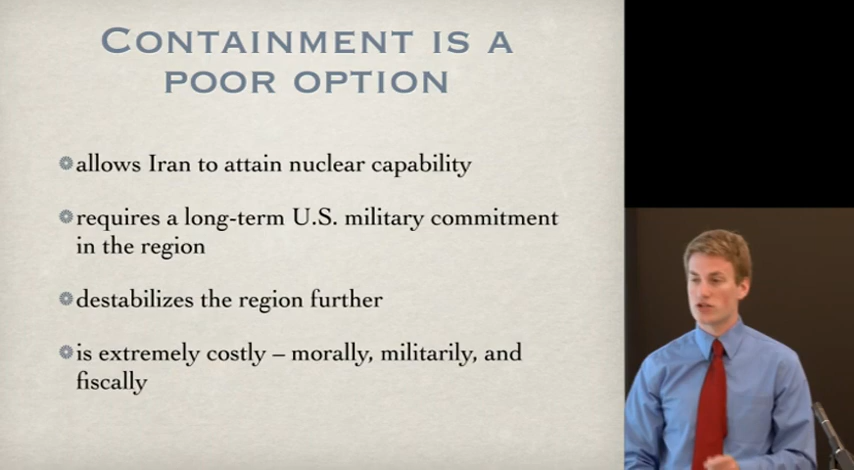 Containment is a
poor option
allows Iran to attain nuclear capability
requires a long-term U.S. military commitment
in the region
destabilizes the region further
is extremely costly – morally, militarily, and
fiscally